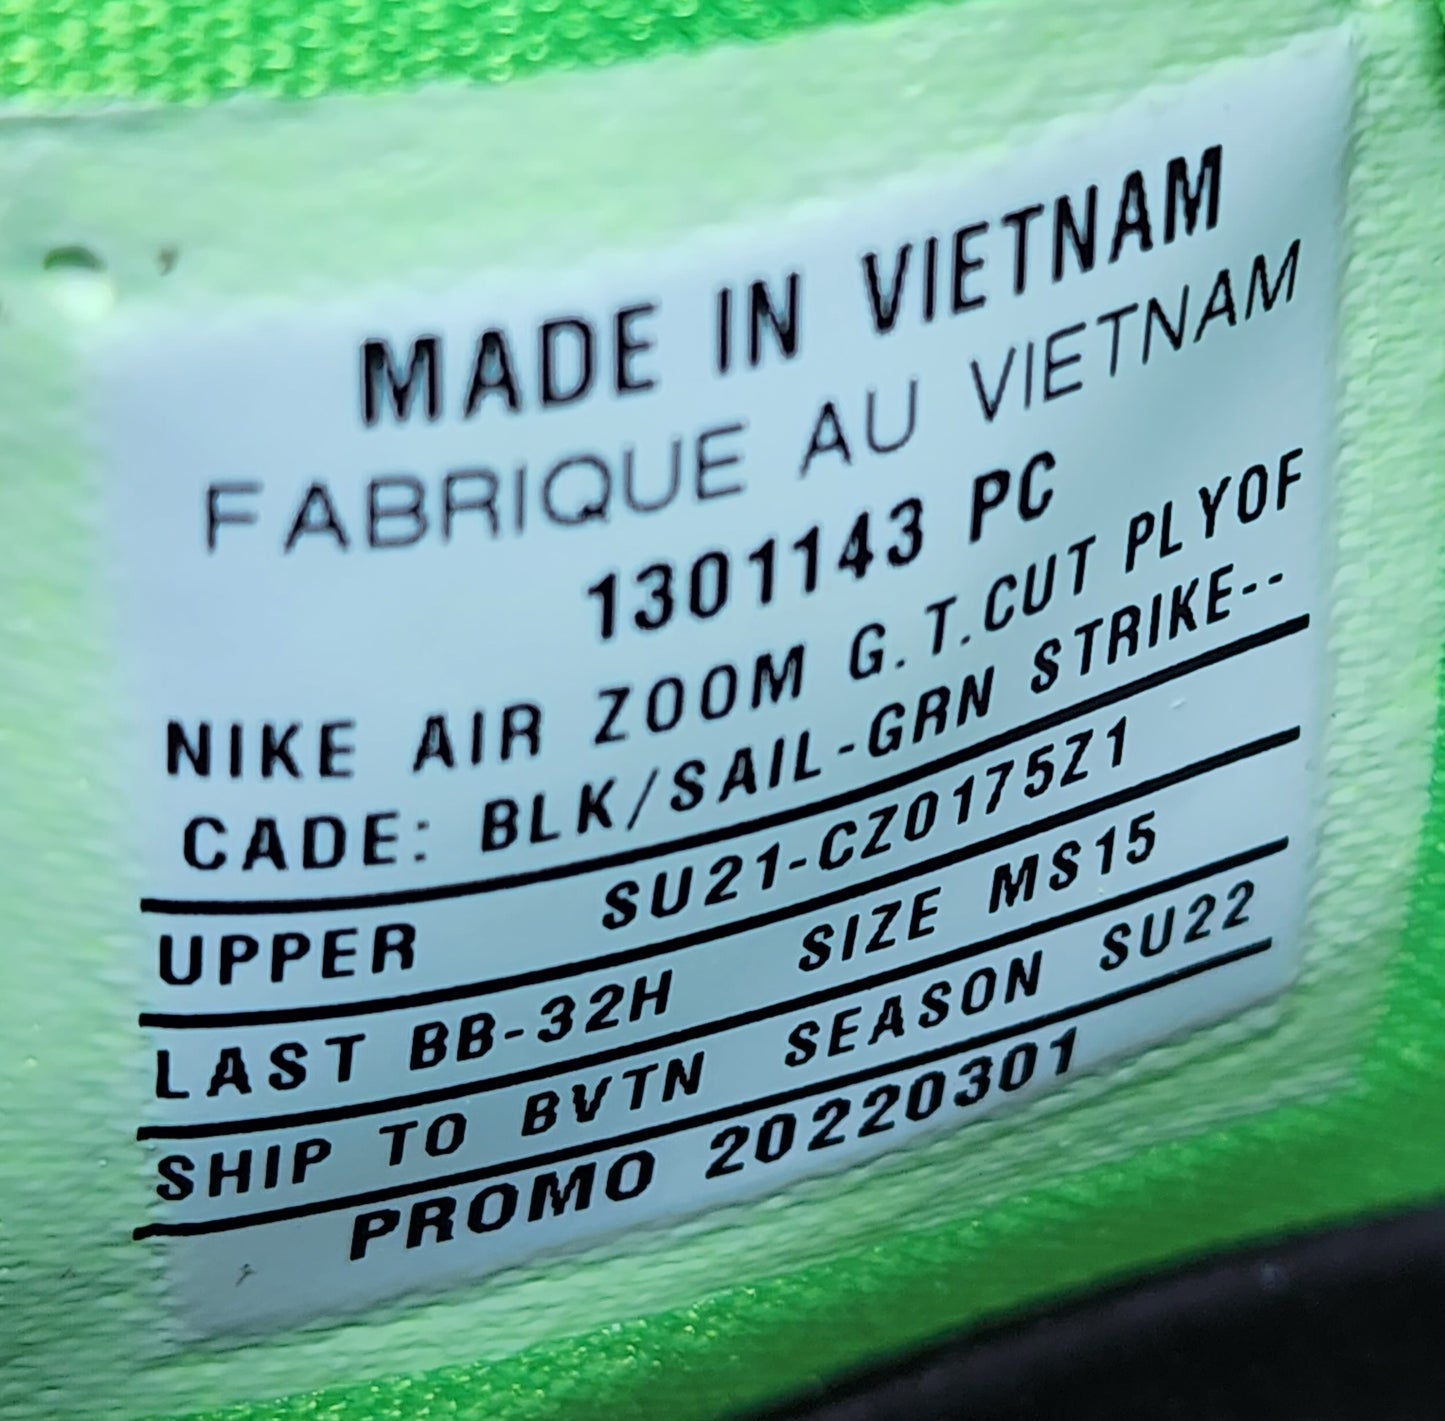 MADE IN VIETNAM
FABRIQUE AU VIETNAM
1301143 PC
NIKE AIR ZOOM G.T.CUT PLYOF
CADE: BLK/SAIL-GRN STRIKE--
UPPER SU21-CZ0175Z1
LAST BB-32H SIZE MS15
SHIP TO BVTN SEASON SU22
PROMO 20220301